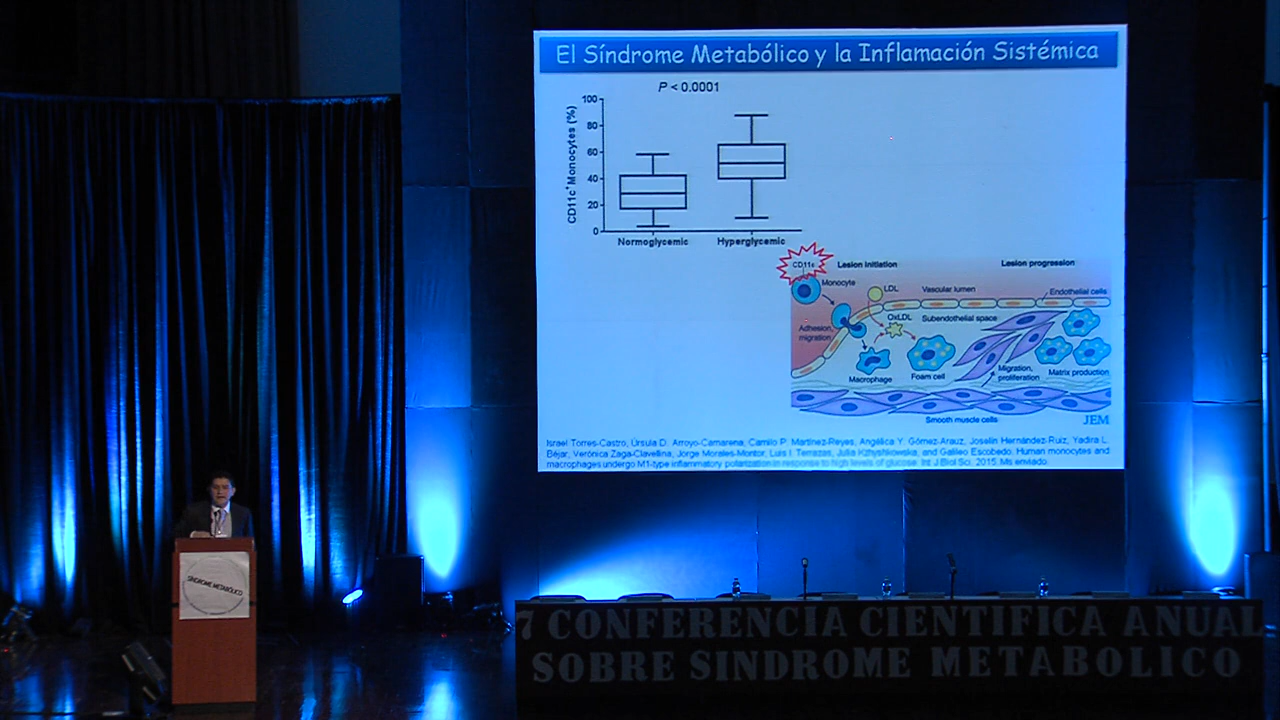 El Síndrome Metabólico y la Inflamación Sistémica
P < 0.0001
CD11c+ Monocytes (%)
100
80
60
40
20
0
Normoglycemic
Hyperglycemic
CD11c
Lesion initiation
Lesion progression
Monocyte
LDL
Vascular lumen
Endothelial cells
Adhesion,
migration
OxLDL
Subendothelial space
Macrophage
Foam cell
Migration,
proliferation
Matrix production
Smooth muscle cells
JEM
Israel Torres-Castro, Úrsula D. Arroyo-Camarena, Camilo P. Martínez-Reyes, Angélica Y. Gómez-Arauz, Joselín Hernández-Ruiz, Yadira L.
Béjar, Verónica Zaga-Clavellina, Jorge Morales-Montor, Luis I. Terrazas, Julia Kzhyshkowska, and Galileo Escobedo. Human monocytes and
macrophages undergo M1-type inflammatory polarization in response to high levels of glucose. Int J Biol Sci. 2015. Ms enviado.
SÍNDROME METABÓLICO
7 CONFERENCIA CIENTIFICA ANUAL
SOBRE SINDROME METABOLICO